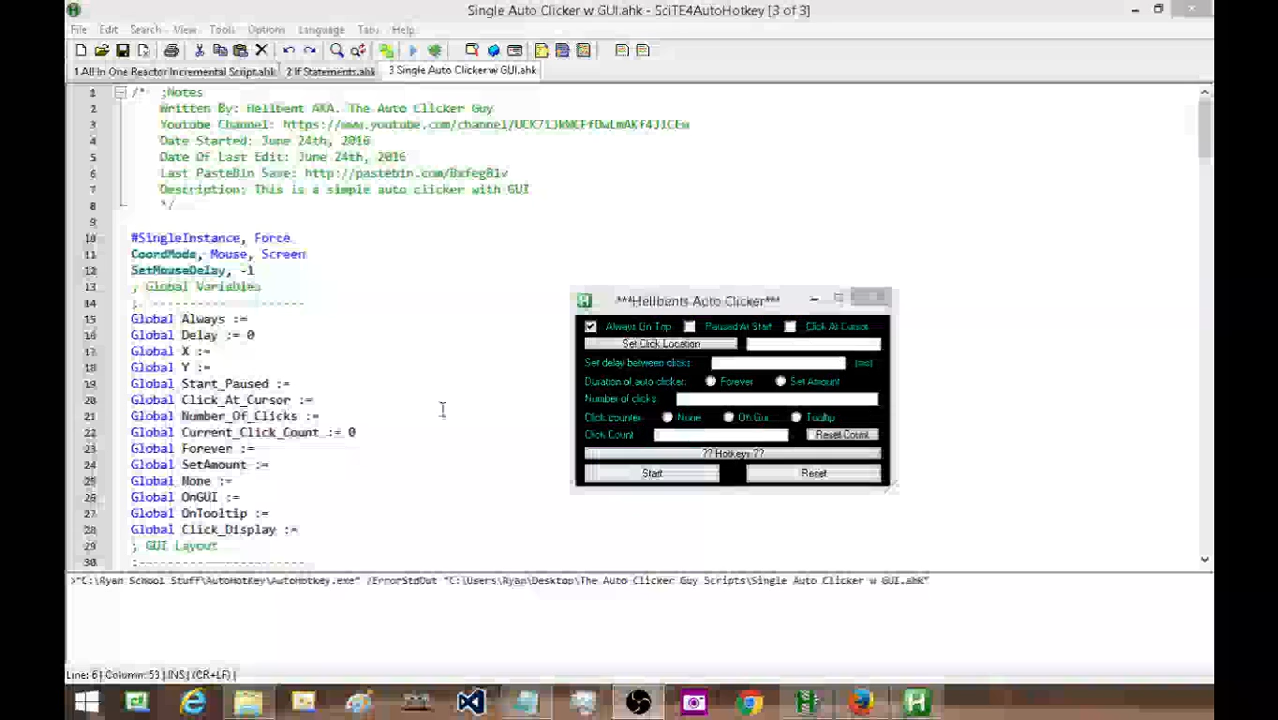 Single Auto Clicker w GUI.ahk - SciTE4AutoHotkey [3 of 3]
File Edit Search View Tools Options Language Tabs Help
1 All In One Reactor Incremental Script.ahk 2 If Statements.ahk 3 Single Auto Clicker w GUI.ahk
1 /* ;Notes
2 Written By: Hellbent AKA. The Auto Clicker Guy
3 Youtube Channel: https://www.youtube.com/channel/
4 Date Started: June 24th, 2016
5 Date Of Last Edit: June 24th, 2016
6 Last PasteBin Save: http://pastebin.com/
7 Description: This is a simple auto clicker with GUI
8 */
9
10 #SingleInstance, Force
11 CoordMode, Mouse, Screen
12 SetMouseDelay, -1
13 ; Global Variables
14 ;- ------------------
15 Global Always :=
16 Global Delay := 0
17 Global X :=
18 Global Y :=
19 Global Start_Paused :=
20 Global Click_At_Cursor :=
21 Global Number_Of_Clicks :=
22 Global Current_Click_Count := 0
23 Global Forever :=
24 Global SetAmount :=
25 Global None :=
26 Global OnGUI :=
27 Global OnTooltip :=
28 Global Click_Display :=
29 ; GUI Layout
30 ;------------------
***Hellbents Auto Clicker***
Always On Top Paused At Start Click At Cursor
Set Click Location
Set delay between clicks: (ms)
Duration of auto clicker: Forever Set Amount
Number of clicks:
Click counter: None On Gui Tooltip
Click Count Reset Count
?? Hotkeys ??
Start Reset
>"C:\Ryan School Stuff\AutoHotkey\AutoHotkey.exe" /ErrorStdOut "C:\Users\Ryan\Desktop\The Auto Clicker Guy Scripts\Single Auto Clicker w GUI.ahk"
Line: 6 | Column: 53 | INS | (CR+LF) |